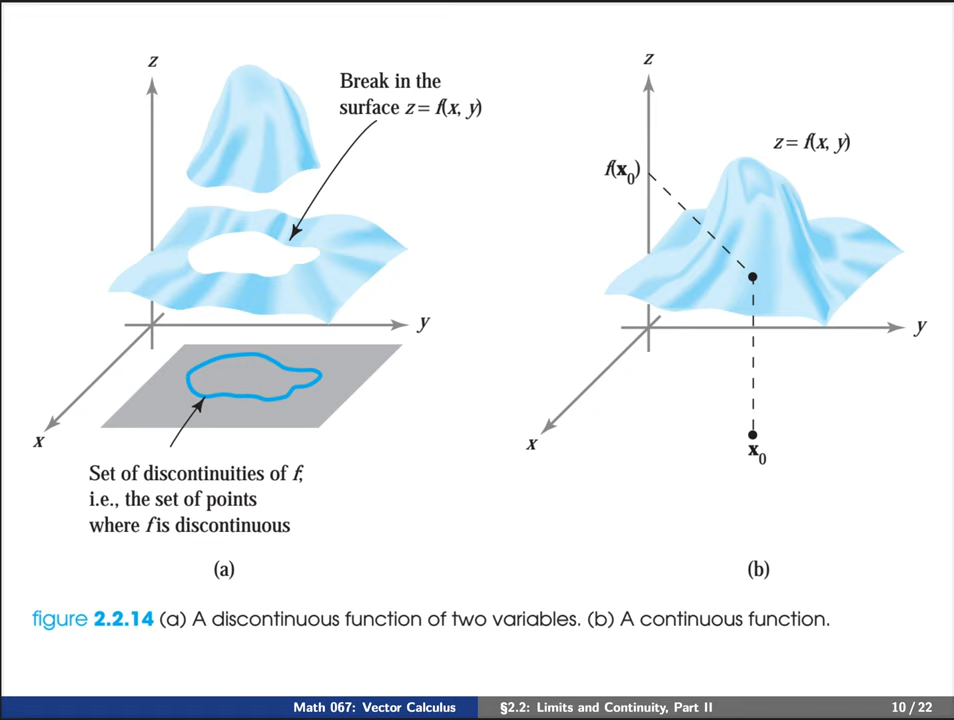 z
Break in the
surface z = f(x, y)
y
x
Set of discontinuities of f,
i.e., the set of points
where f is discontinuous
(a)
z
z = f(x, y)
f(x₀)
y
x
x₀
(b)
figure 2.2.14 (a) A discontinuous function of two variables. (b) A continuous function.
Math 067: Vector Calculus
§2.2: Limits and Continuity, Part II
10 / 22